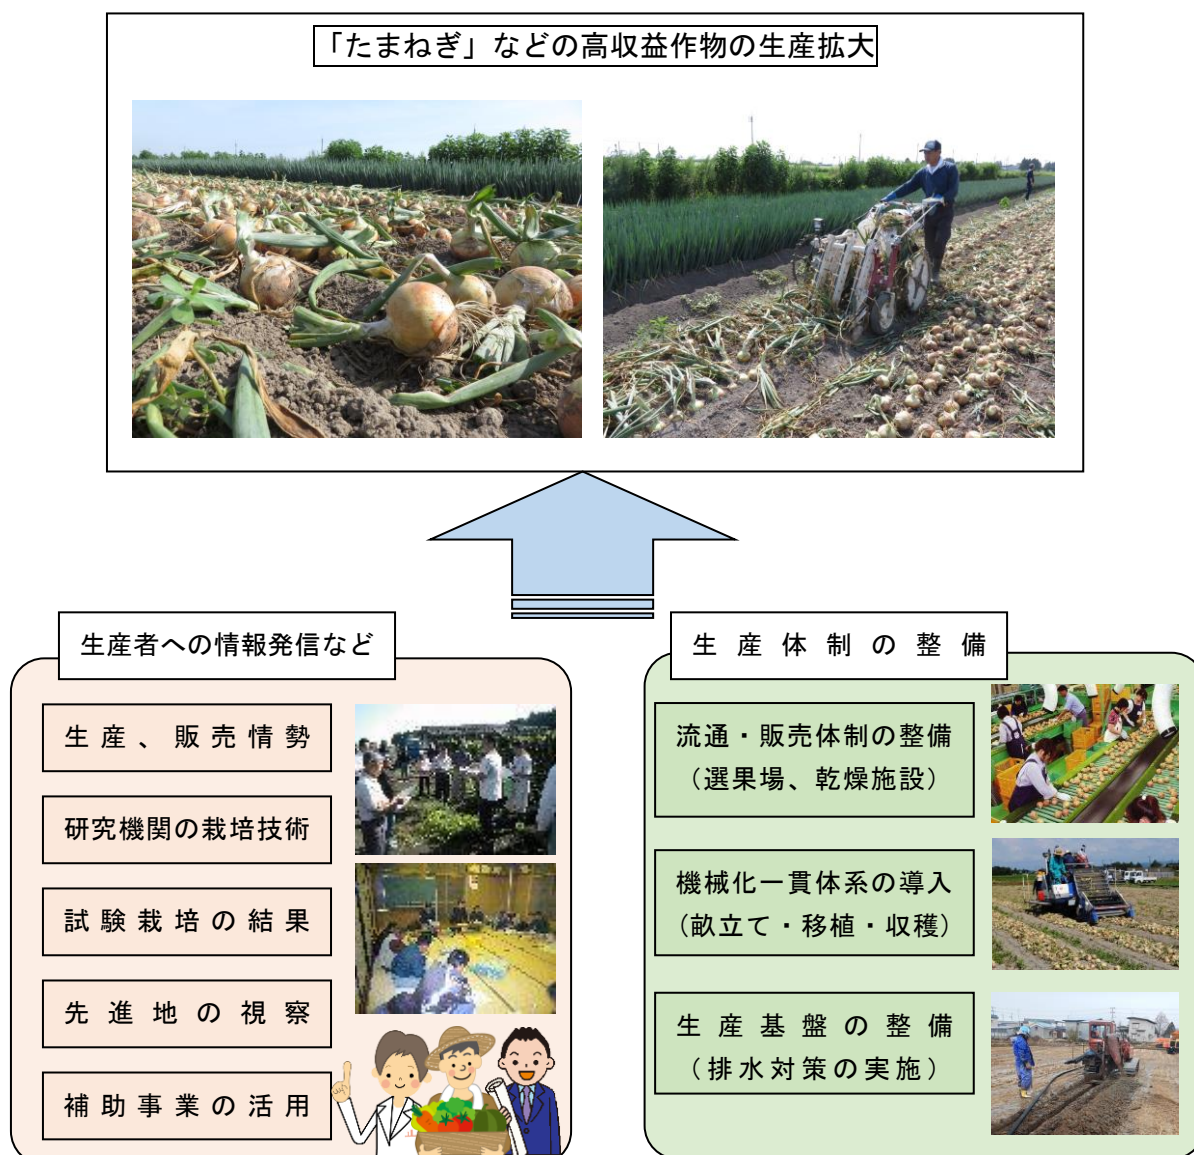 「たまねぎ」などの高収益作物の生産拡大
生産者への情報発信など
生産、販売情勢
研究機関の栽培技術
試験栽培の結果
先進地の視察
補助事業の活用
生産体制の整備
流通・販売体制の整備
（選果場、乾燥施設）
機械化一貫体系の導入
（畝立て・移植・収穫）
生産基盤の整備
（排水対策の実施）